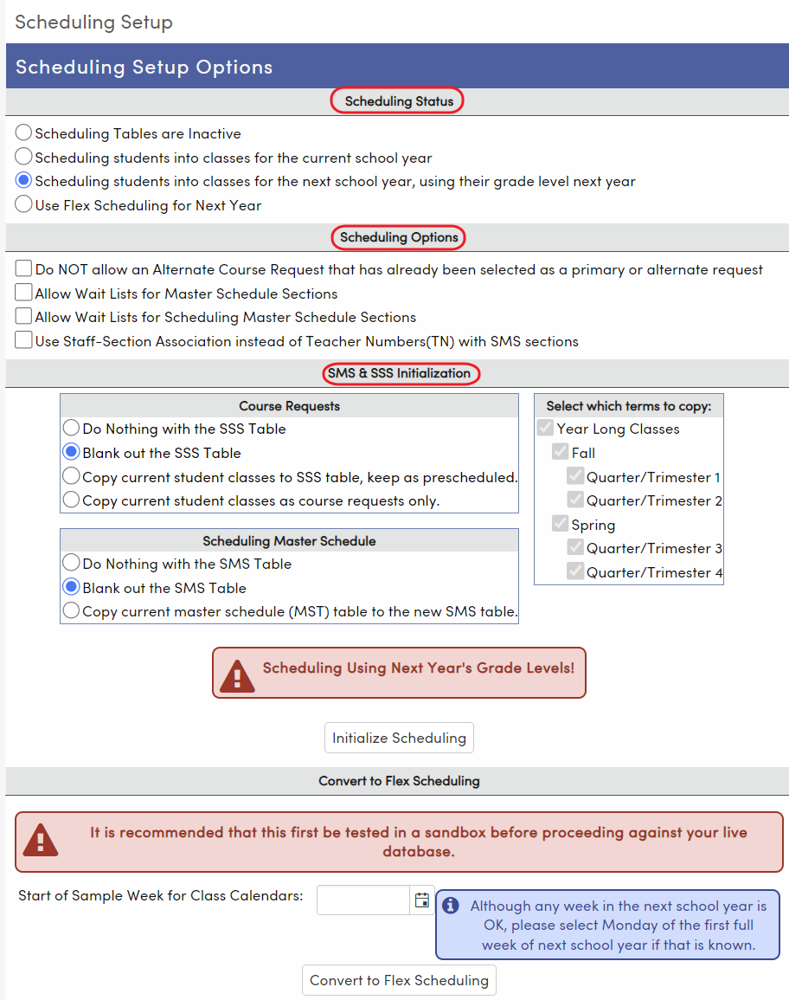 Scheduling Setup
Scheduling Setup Options
Scheduling Status
Scheduling Tables are Inactive
Scheduling students into classes for the current school year
Scheduling students into classes for the next school year, using their grade level next year
Use Flex Scheduling for Next Year
Scheduling Options
Do NOT allow an Alternate Course Request that has already been selected as a primary or alternate request
Allow Wait Lists for Master Schedule Sections
Allow Wait Lists for Scheduling Master Schedule Sections
Use Staff-Section Association instead of Teacher Numbers(TN) with SMS sections
SMS & SSS Initialization
Course Requests
Do Nothing with the SSS Table
Blank out the SSS Table
Copy current student classes to SSS table, keep as prescheduled.
Copy current student classes as course requests only.
Scheduling Master Schedule
Do Nothing with the SMS Table
Blank out the SMS Table
Copy current master schedule (MST) table to the new SMS table.
Select which terms to copy:
Year Long Classes
Fall
Quarter/Trimester 1
Quarter/Trimester 2
Spring
Quarter/Trimester 3
Quarter/Trimester 4
Scheduling Using Next Year's Grade Levels!
Initialize Scheduling
Convert to Flex Scheduling
It is recommended that this first be tested in a sandbox before proceeding against your live
database.
Start of Sample Week for Class Calendars:
Although any week in the next school year is
OK, please select Monday of the first full
week of next school year if that is known.
Convert to Flex Scheduling